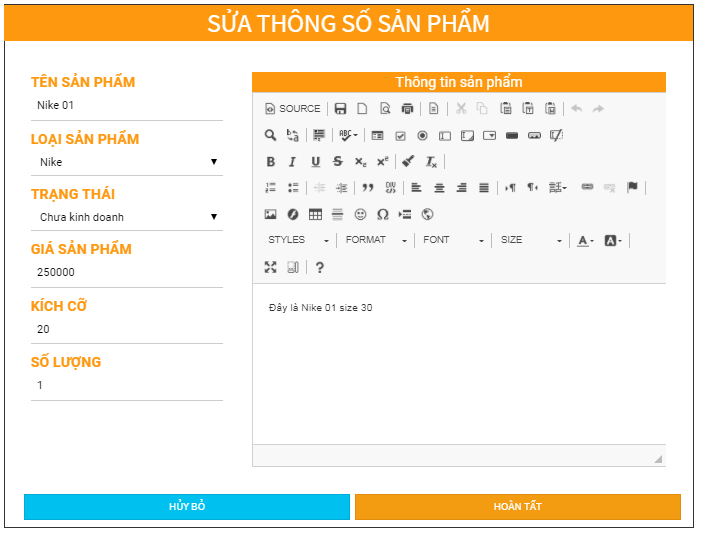 SỬA THÔNG SỐ SẢN PHẨM
TÊN SẢN PHẨM
Nike 01
LOẠI SẢN PHẨM
Nike
TRẠNG THÁI
Chưa kinh doanh
GIÁ SẢN PHẨM
250000
KÍCH CỠ
20
SỐ LƯỢNG
1
Thông tin sản phẩm
SOURCE
STYLES FORMAT FONT SIZE
Đây là Nike 01 size 30
HỦY BỎ
HOÀN TẤT